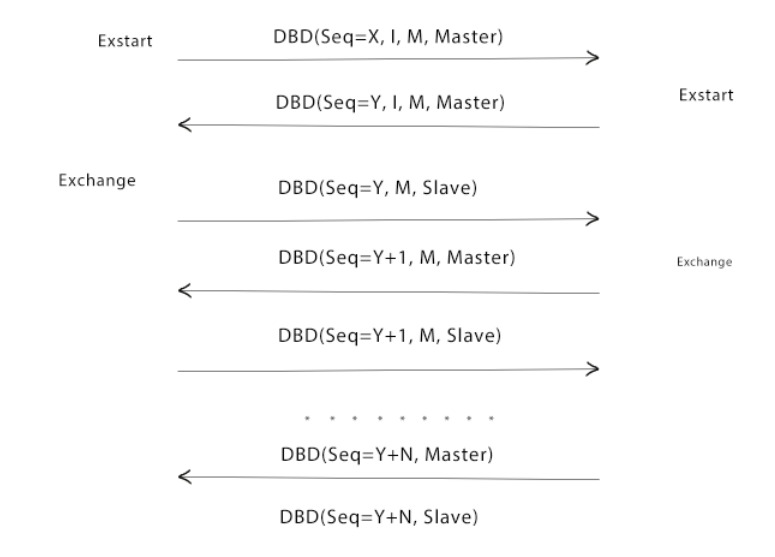 Exstart
DBD(Seq=X, I, M, Master)
DBD(Seq=Y, I, M, Master)
Exstart
Exchange
DBD(Seq=Y, M, Slave)
DBD(Seq=Y+1, M, Master)
Exchange
DBD(Seq=Y+1, M, Slave)
. . . . . . . . .
DBD(Seq=Y+N, Master)
DBD(Seq=Y+N, Slave)